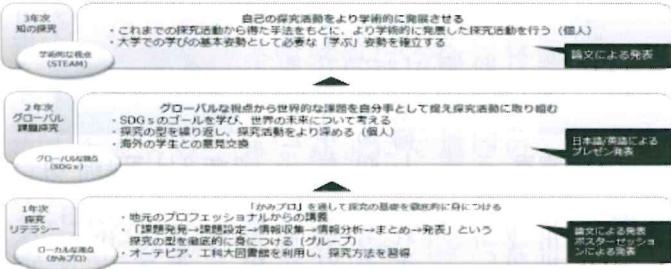 3年次
知の探究
学術的な視点
(STEAM)
自己の探究活動をより学術的に発展させる
・これまでの探究活動から得た手法をもとに、より学術的に発展した探究活動を行う（個人）
・大学での学びの基本姿勢として必要な「学ぶ」姿勢を確立する
論文による発表
2年次
グローバル
課題探究
グローバルな視点
(SDGs)
グローバルな視点から世界的な課題を自分事として捉え探究活動に取り組む
・SDGsのゴールを学び、世界の未来について考える
・探究の型を繰り返し、探究活動をより深める（個人）
・海外の学生との意見交換
日本語/英語による
プレゼン発表
1年次
探究
リテラシー
ローカルな視点
(かみプロ)
「かみプロ」を通して探究の基礎を徹底的に身につける
・地元のプロフェッショナルからの講義
・「課題発見→課題設定→情報収集→情報分析→まとめ→発表」という
探究の型を徹底的に身につける（グループ）
・オーテピア、工科大図書館を利用し、探究方法を習得
論文による発表
ポスターセッショ
ンによる発表